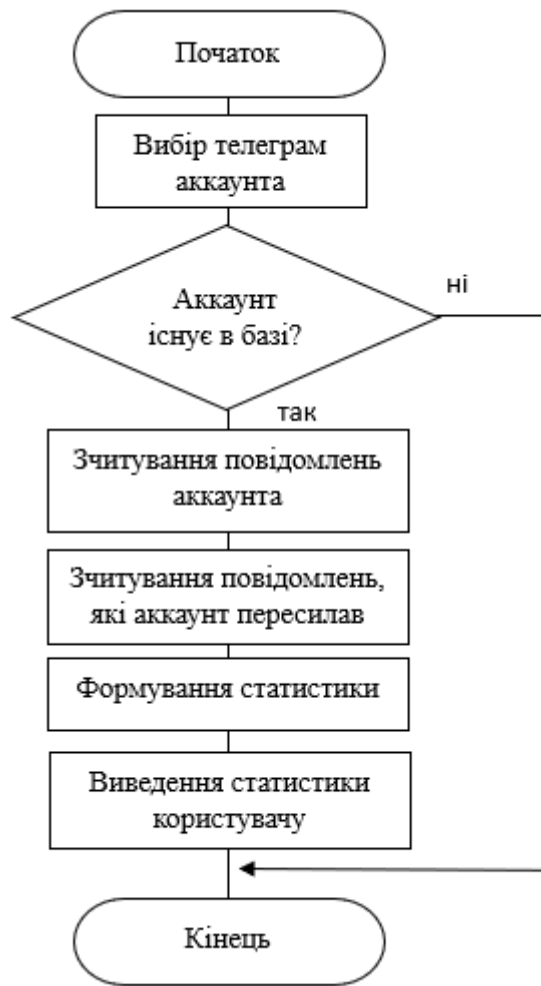 Початок
Вибір телеграм
аккаунта
ні
Аккаунт
існує в базі?
так
Зчитування повідомлень
аккаунта
Зчитування повідомлень,
які аккаунт пересилав
Формування статистики
Виведення статистики
користувачу
Кінець